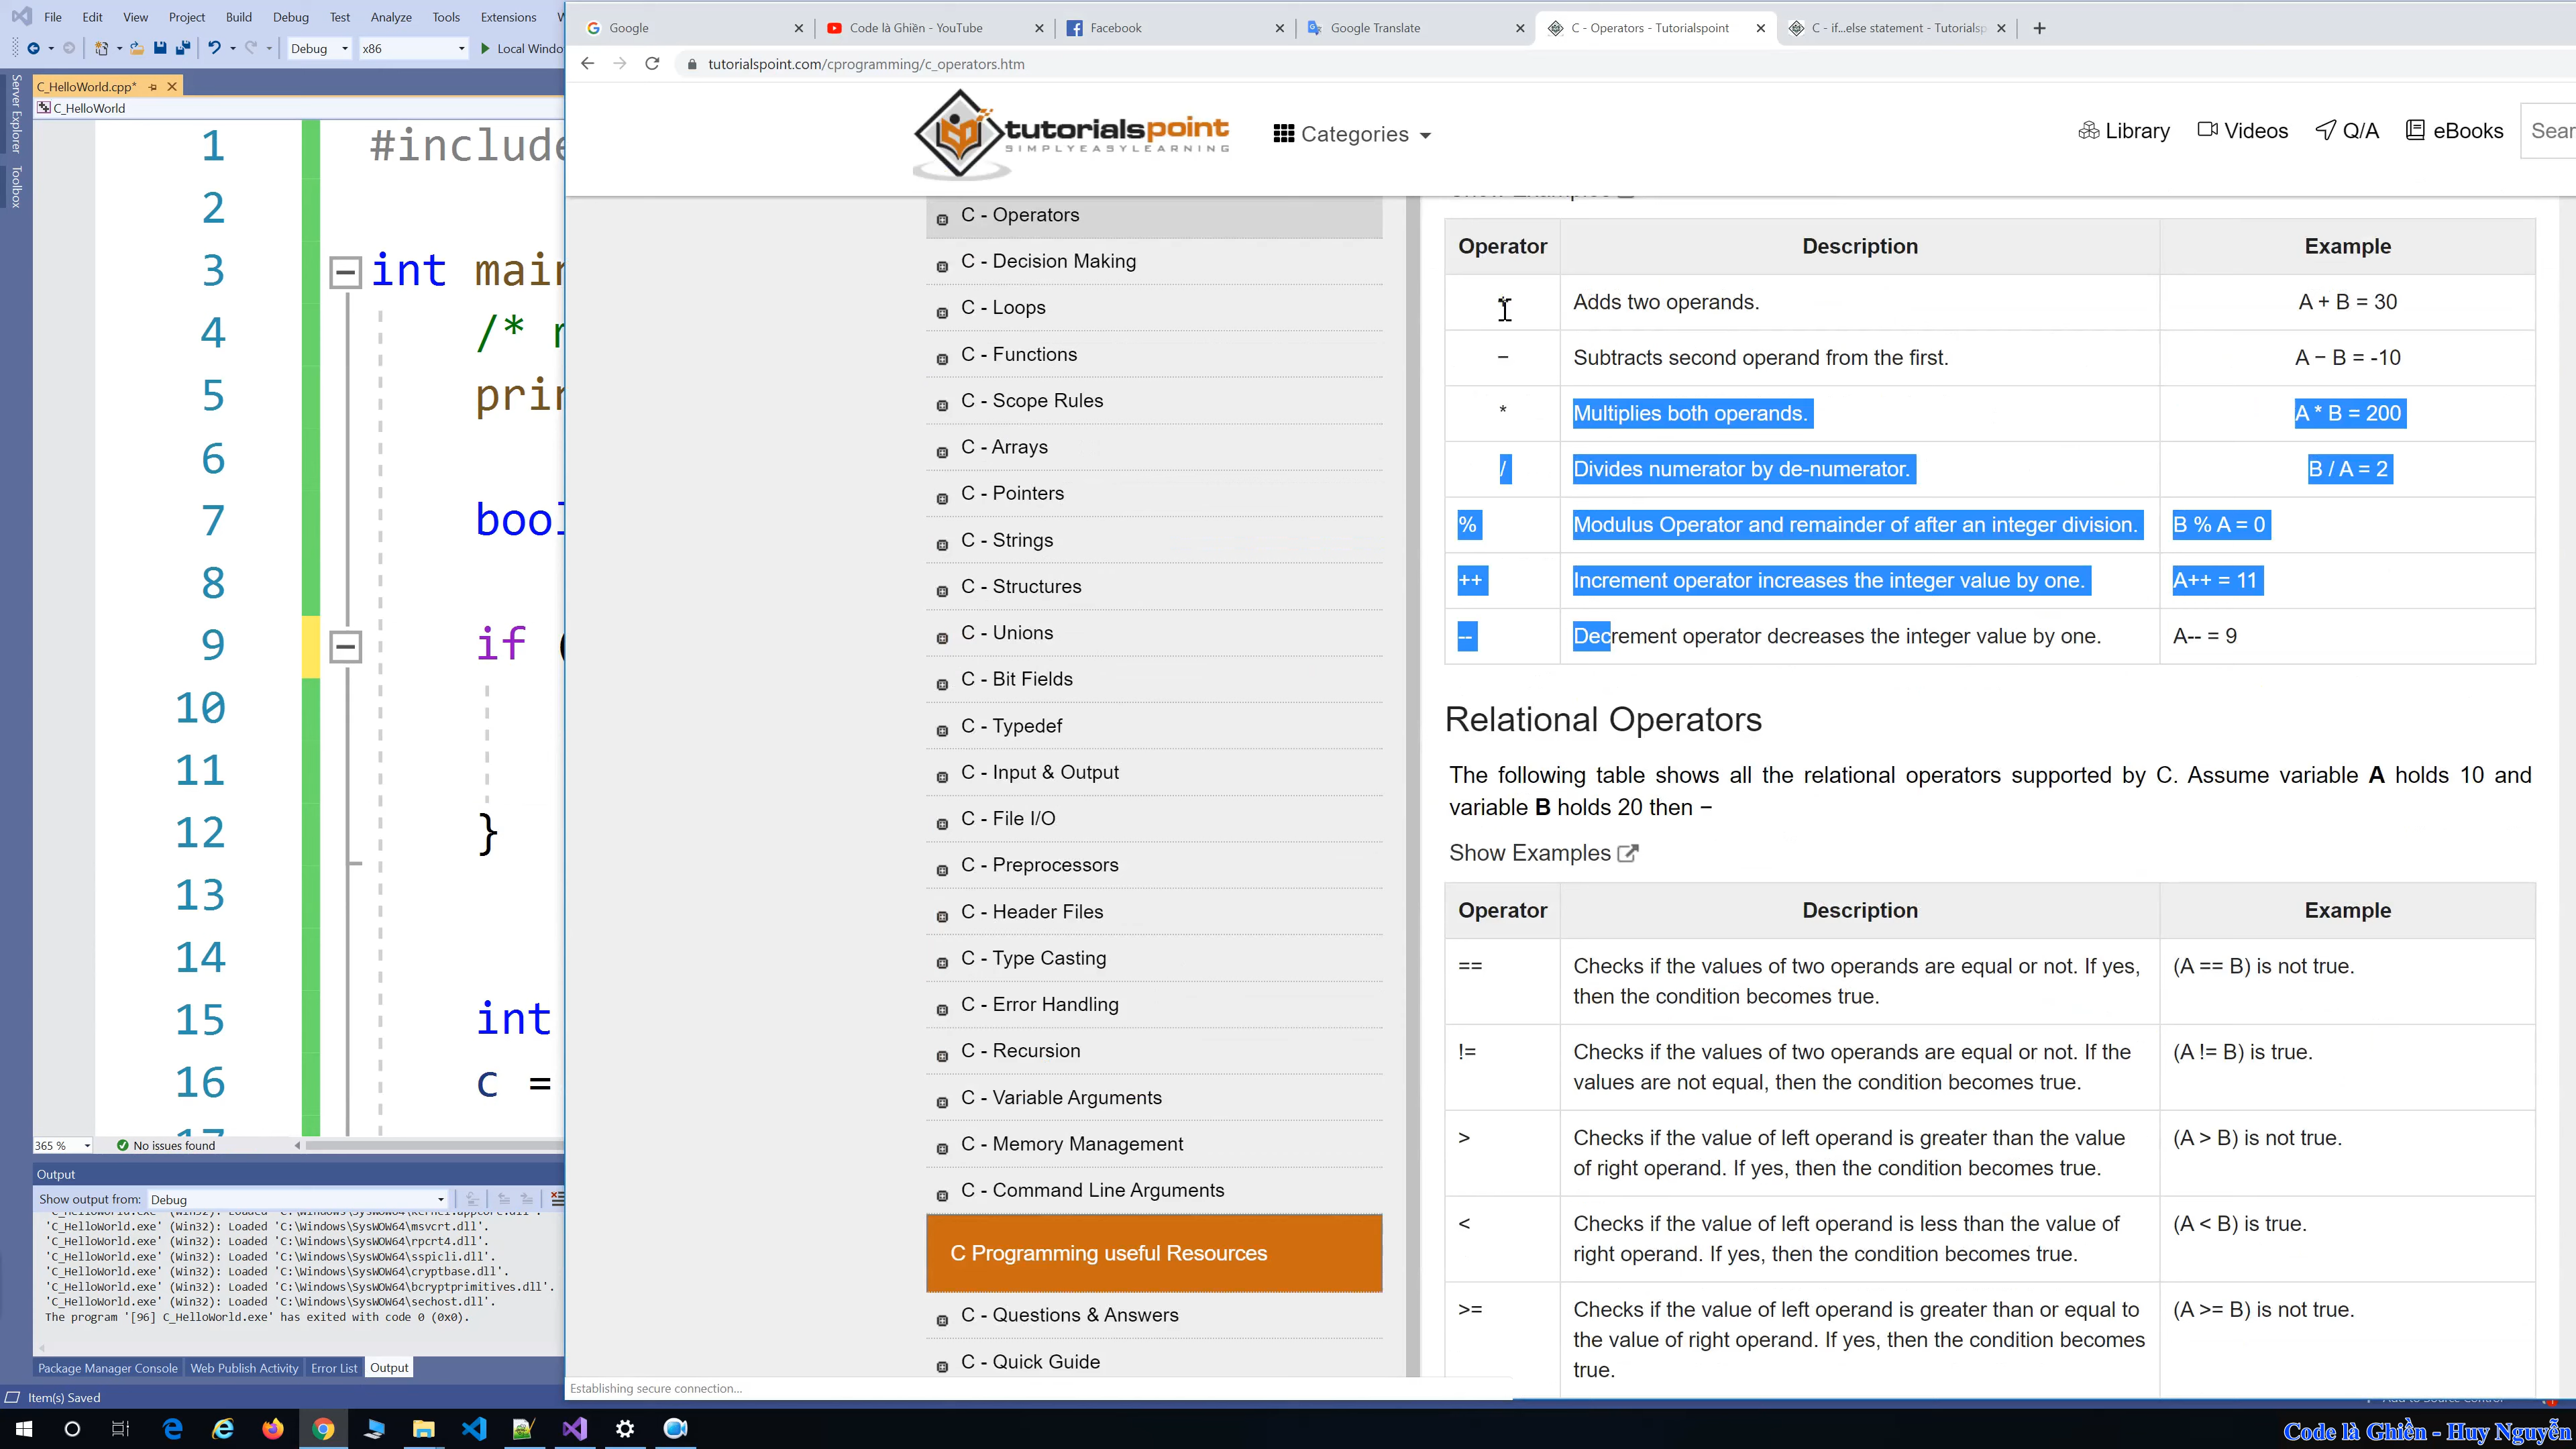 File Edit View Project Build Debug Test Analyze Tools Extensions
Debug x86 Local Windo
Server Explorer
Toolbox
C_HelloWorld.cpp*
C_HelloWorld
1 #include
2
3 int main
4 /*
5 prin
6
7 bool
8
9 if (
10
11
12 }
13
14
15 int
16 c =
17
365 % No issues found
Output
Show output from: Debug
'C_HelloWorld.exe' (Win32): Loaded 'C:\Windows\SysWOW64\kernel.appcore.dll'.
'C_HelloWorld.exe' (Win32): Loaded 'C:\Windows\SysWOW64\msvcrt.dll'.
'C_HelloWorld.exe' (Win32): Loaded 'C:\Windows\SysWOW64\rpcrt4.dll'.
'C_HelloWorld.exe' (Win32): Loaded 'C:\Windows\SysWOW64\sspicli.dll'.
'C_HelloWorld.exe' (Win32): Loaded 'C:\Windows\SysWOW64\cryptbase.dll'.
'C_HelloWorld.exe' (Win32): Loaded 'C:\Windows\SysWOW64\bcryptprimitives.dll'.
'C_HelloWorld.exe' (Win32): Loaded 'C:\Windows\SysWOW64\sechost.dll'.
The program '[96] C_HelloWorld.exe' has exited with code 0 (0x0).
Package Manager Console Web Publish Activity Error List Output
Item(s) Saved
Google
Code là Ghiền - YouTube
Facebook
Google Translate
C - Operators - Tutorialspoint
C - if...else statement - Tutorialsp
tutorialspoint.com/cprogramming/c_operators.htm
tutorialspoint
SIMPLYEASYLEARNING
Categories
Library Videos Q/A eBooks Sear
C - Operators
C - Decision Making
C - Loops
C - Functions
C - Scope Rules
C - Arrays
C - Pointers
C - Strings
C - Structures
C - Unions
C - Bit Fields
C - Typedef
C - Input & Output
C - File I/O
C - Preprocessors
C - Header Files
C - Type Casting
C - Error Handling
C - Recursion
C - Variable Arguments
C - Memory Management
C - Command Line Arguments
C Programming useful Resources
C - Questions & Answers
C - Quick Guide
Establishing secure connection...
Show Examples
Operator Description Example
Adds two operands. A + B = 30
− Subtracts second operand from the first. A − B = -10
* Multiplies both operands. A * B = 200
/ Divides numerator by de-numerator. B / A = 2
% Modulus Operator and remainder of after an integer division. B % A = 0
++ Increment operator increases the integer value by one. A++ = 11
-- Decrement operator decreases the integer value by one. A-- = 9
Relational Operators
The following table shows all the relational operators supported by C. Assume variable A holds 10 and
variable B holds 20 then −
Show Examples
Operator Description Example
== Checks if the values of two operands are equal or not. If yes, (A == B) is not true.
then the condition becomes true.
!= Checks if the values of two operands are equal or not. If the (A != B) is true.
values are not equal, then the condition becomes true.
> Checks if the value of left operand is greater than the value (A > B) is not true.
of right operand. If yes, then the condition becomes true.
< Checks if the value of left operand is less than the value of (A < B) is true.
right operand. If yes, then the condition becomes true.
>= Checks if the value of left operand is greater than or equal to (A >= B) is not true.
the value of right operand. If yes, then the condition becomes
true.
Code là Ghiền - Huy Nguyễn